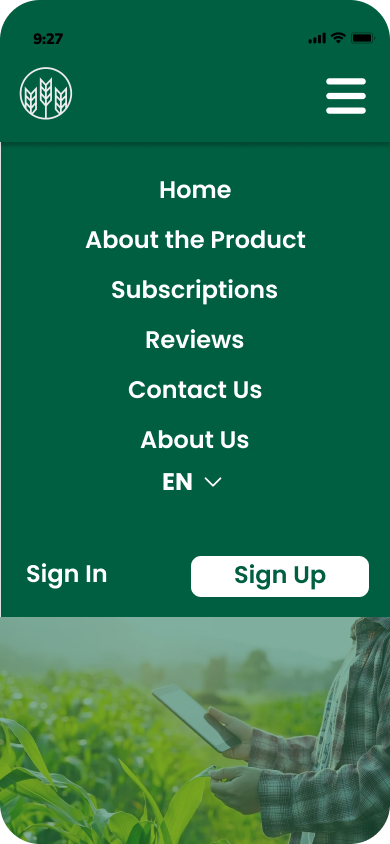 9:27
Home
About the Product
Subscriptions
Reviews
Contact Us
About Us
EN
Sign In
Sign Up